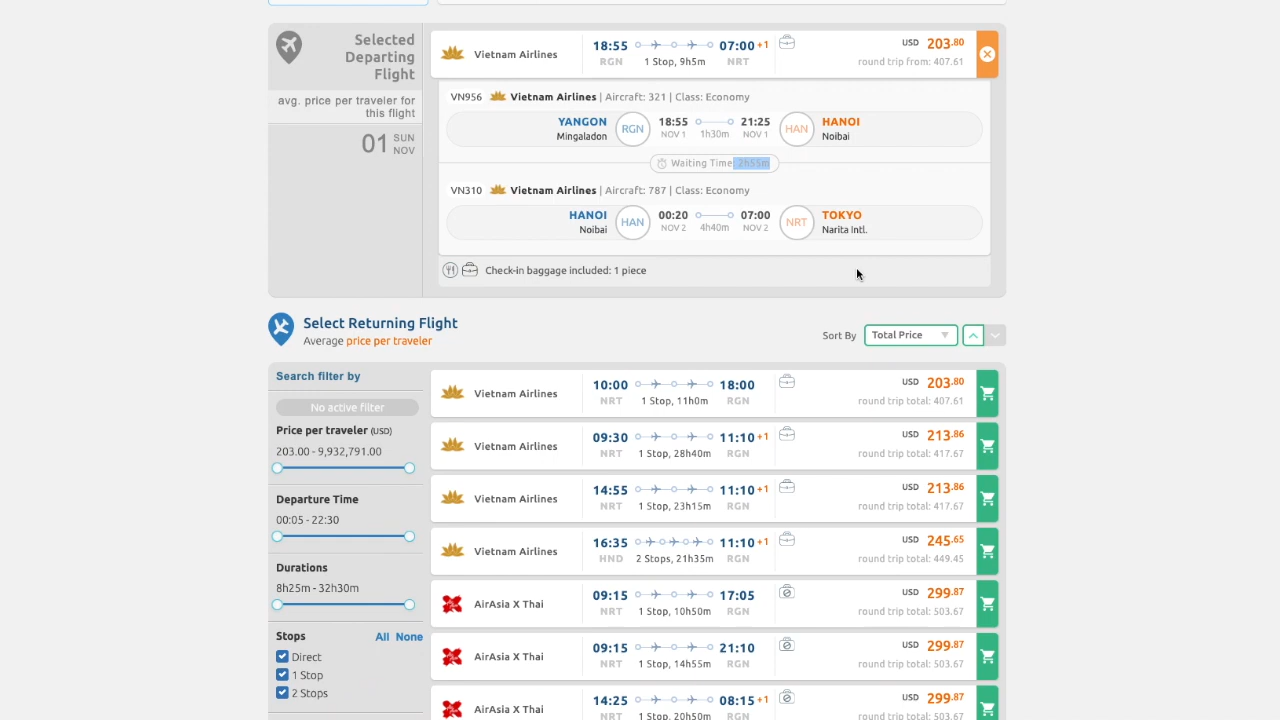 Selected
Departing
Flight
avg. price per traveler for
this flight
01 SUN
NOV
Vietnam Airlines
18:55 07:00 +1
RGN 1 Stop, 9h5m NRT
USD 203.80
round trip from: 407.61
VN956 Vietnam Airlines | Aircraft: 321 | Class: Economy
YANGON RGN 18:55 21:25 HAN HANOI
Mingaladon NOV 1 1h30m NOV 1 Noibai
Waiting Time: 2h55m
VN310 Vietnam Airlines | Aircraft: 787 | Class: Economy
HANOI HAN 00:20 07:00 NRT TOKYO
Noibai NOV 2 4h40m NOV 2 Narita Intl.
Check-in baggage included: 1 piece
Select Returning Flight
Average price per traveler
Sort By Total Price
Search filter by
No active filter
Price per traveler (USD)
203.00 - 9,932,791.00
Departure Time
00:05 - 22:30
Durations
8h25m - 32h30m
Stops All None
Direct
1 Stop
2 Stops
Vietnam Airlines
10:00 18:00
NRT 1 Stop, 11h0m RGN
USD 203.80
round trip total: 407.61
Vietnam Airlines
09:30 11:10 +1
NRT 1 Stop, 28h40m RGN
USD 213.86
round trip total: 417.67
Vietnam Airlines
14:55 11:10 +1
NRT 1 Stop, 23h15m RGN
USD 213.86
round trip total: 417.67
Vietnam Airlines
16:35 11:10 +1
HND 2 Stops, 21h35m RGN
USD 245.65
round trip total: 449.45
AirAsia X Thai
09:15 17:05
NRT 1 Stop, 10h50m RGN
USD 299.87
round trip total: 503.67
AirAsia X Thai
09:15 21:10
NRT 1 Stop, 14h55m RGN
USD 299.87
round trip total: 503.67
AirAsia X Thai
14:25 08:15 +1
NRT 1 Stop, 20h50m RGN
USD 299.87
round trip total: 503.67